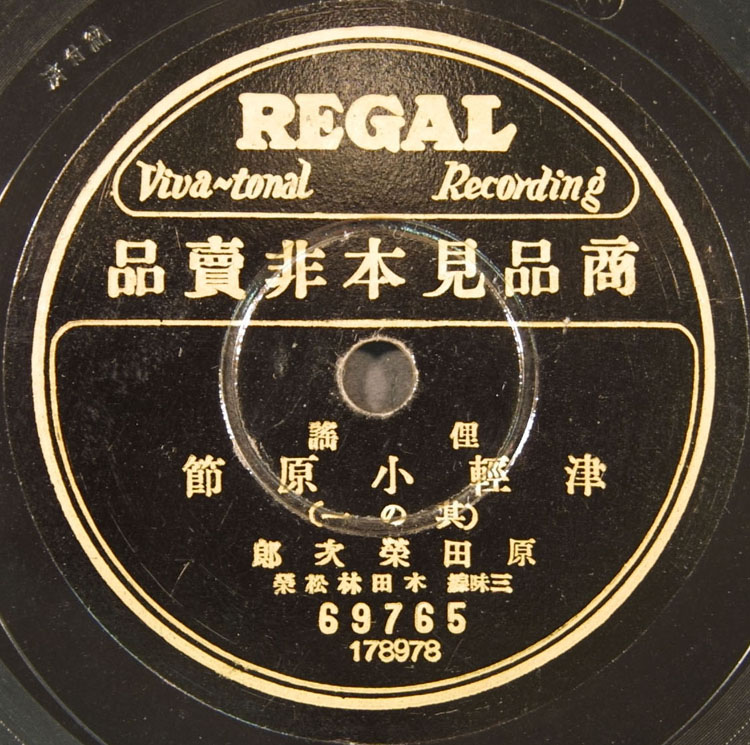 REGAL
Viva~tonal Recording
商品見本非賣品
俚謠
津輕小原節
(其の一)
原田榮次郎
三味線 木田林松榮
69765
178978